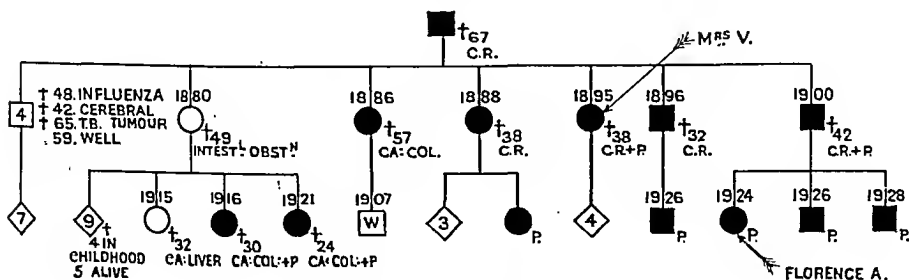 †67
C.R.
MRS V.
4
† 48. INFLUENZA
† 42. CEREBRAL
† 65. T.B. TUMOUR
59. WELL
1880
†49
INTESTL OBSTN
1886
†57
CA: COL.
1888
†38
C.R.
1895
†38
C.R.+P.
1896
†32
C.R.
1900
†42
C.R.+P.
7
9 †
4 IN
CHILDHOOD
5 ALIVE
1915
†32
CA: LIVER
1916
†30
CA: COL:+P
1921
†24
CA: COL:+P
1907
W
3
P.
4
1926
P.
1924
P.
1926
P.
1928
P.
FLORENCE A.